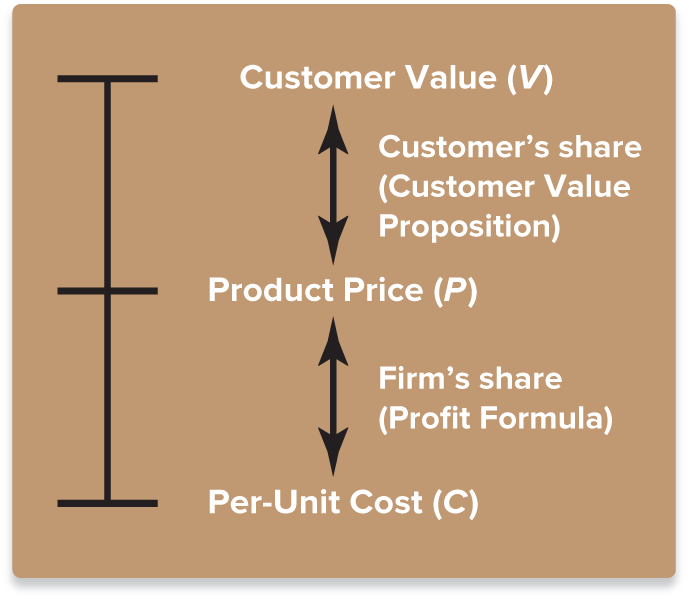 Customer Value (V)
Customer’s share
(Customer Value
Proposition)
Product Price (P)
Firm’s share
(Profit Formula)
Per-Unit Cost (C)